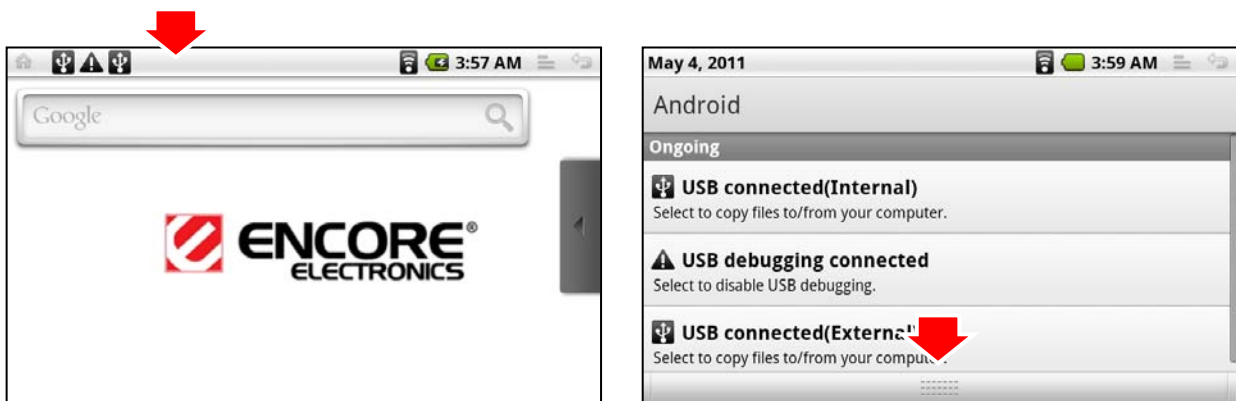 3:57 AM
Google
ENCORE®
ELECTRONICS
May 4, 2011
3:59 AM
Android
Ongoing
USB connected(Internal)
Select to copy files to/from your computer.
USB debugging connected
Select to disable USB debugging.
USB connected(External
Select to copy files to/from your computer.